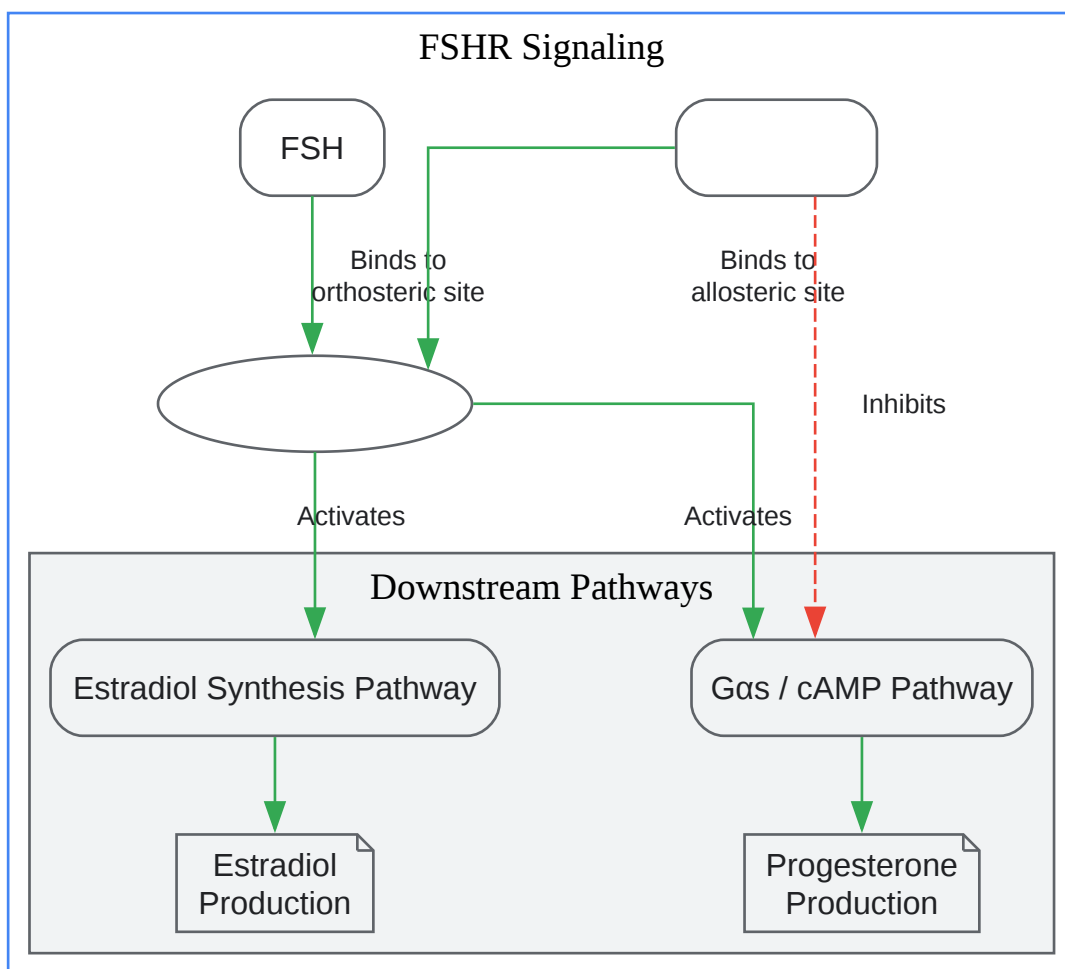 FSHR Signaling
FSH
Binds to
orthosteric site
Binds to
allosteric site
Inhibits
Activates
Activates
Downstream Pathways
Estradiol Synthesis Pathway
Gαs / cAMP Pathway
Estradiol
Production
Progesterone
Production